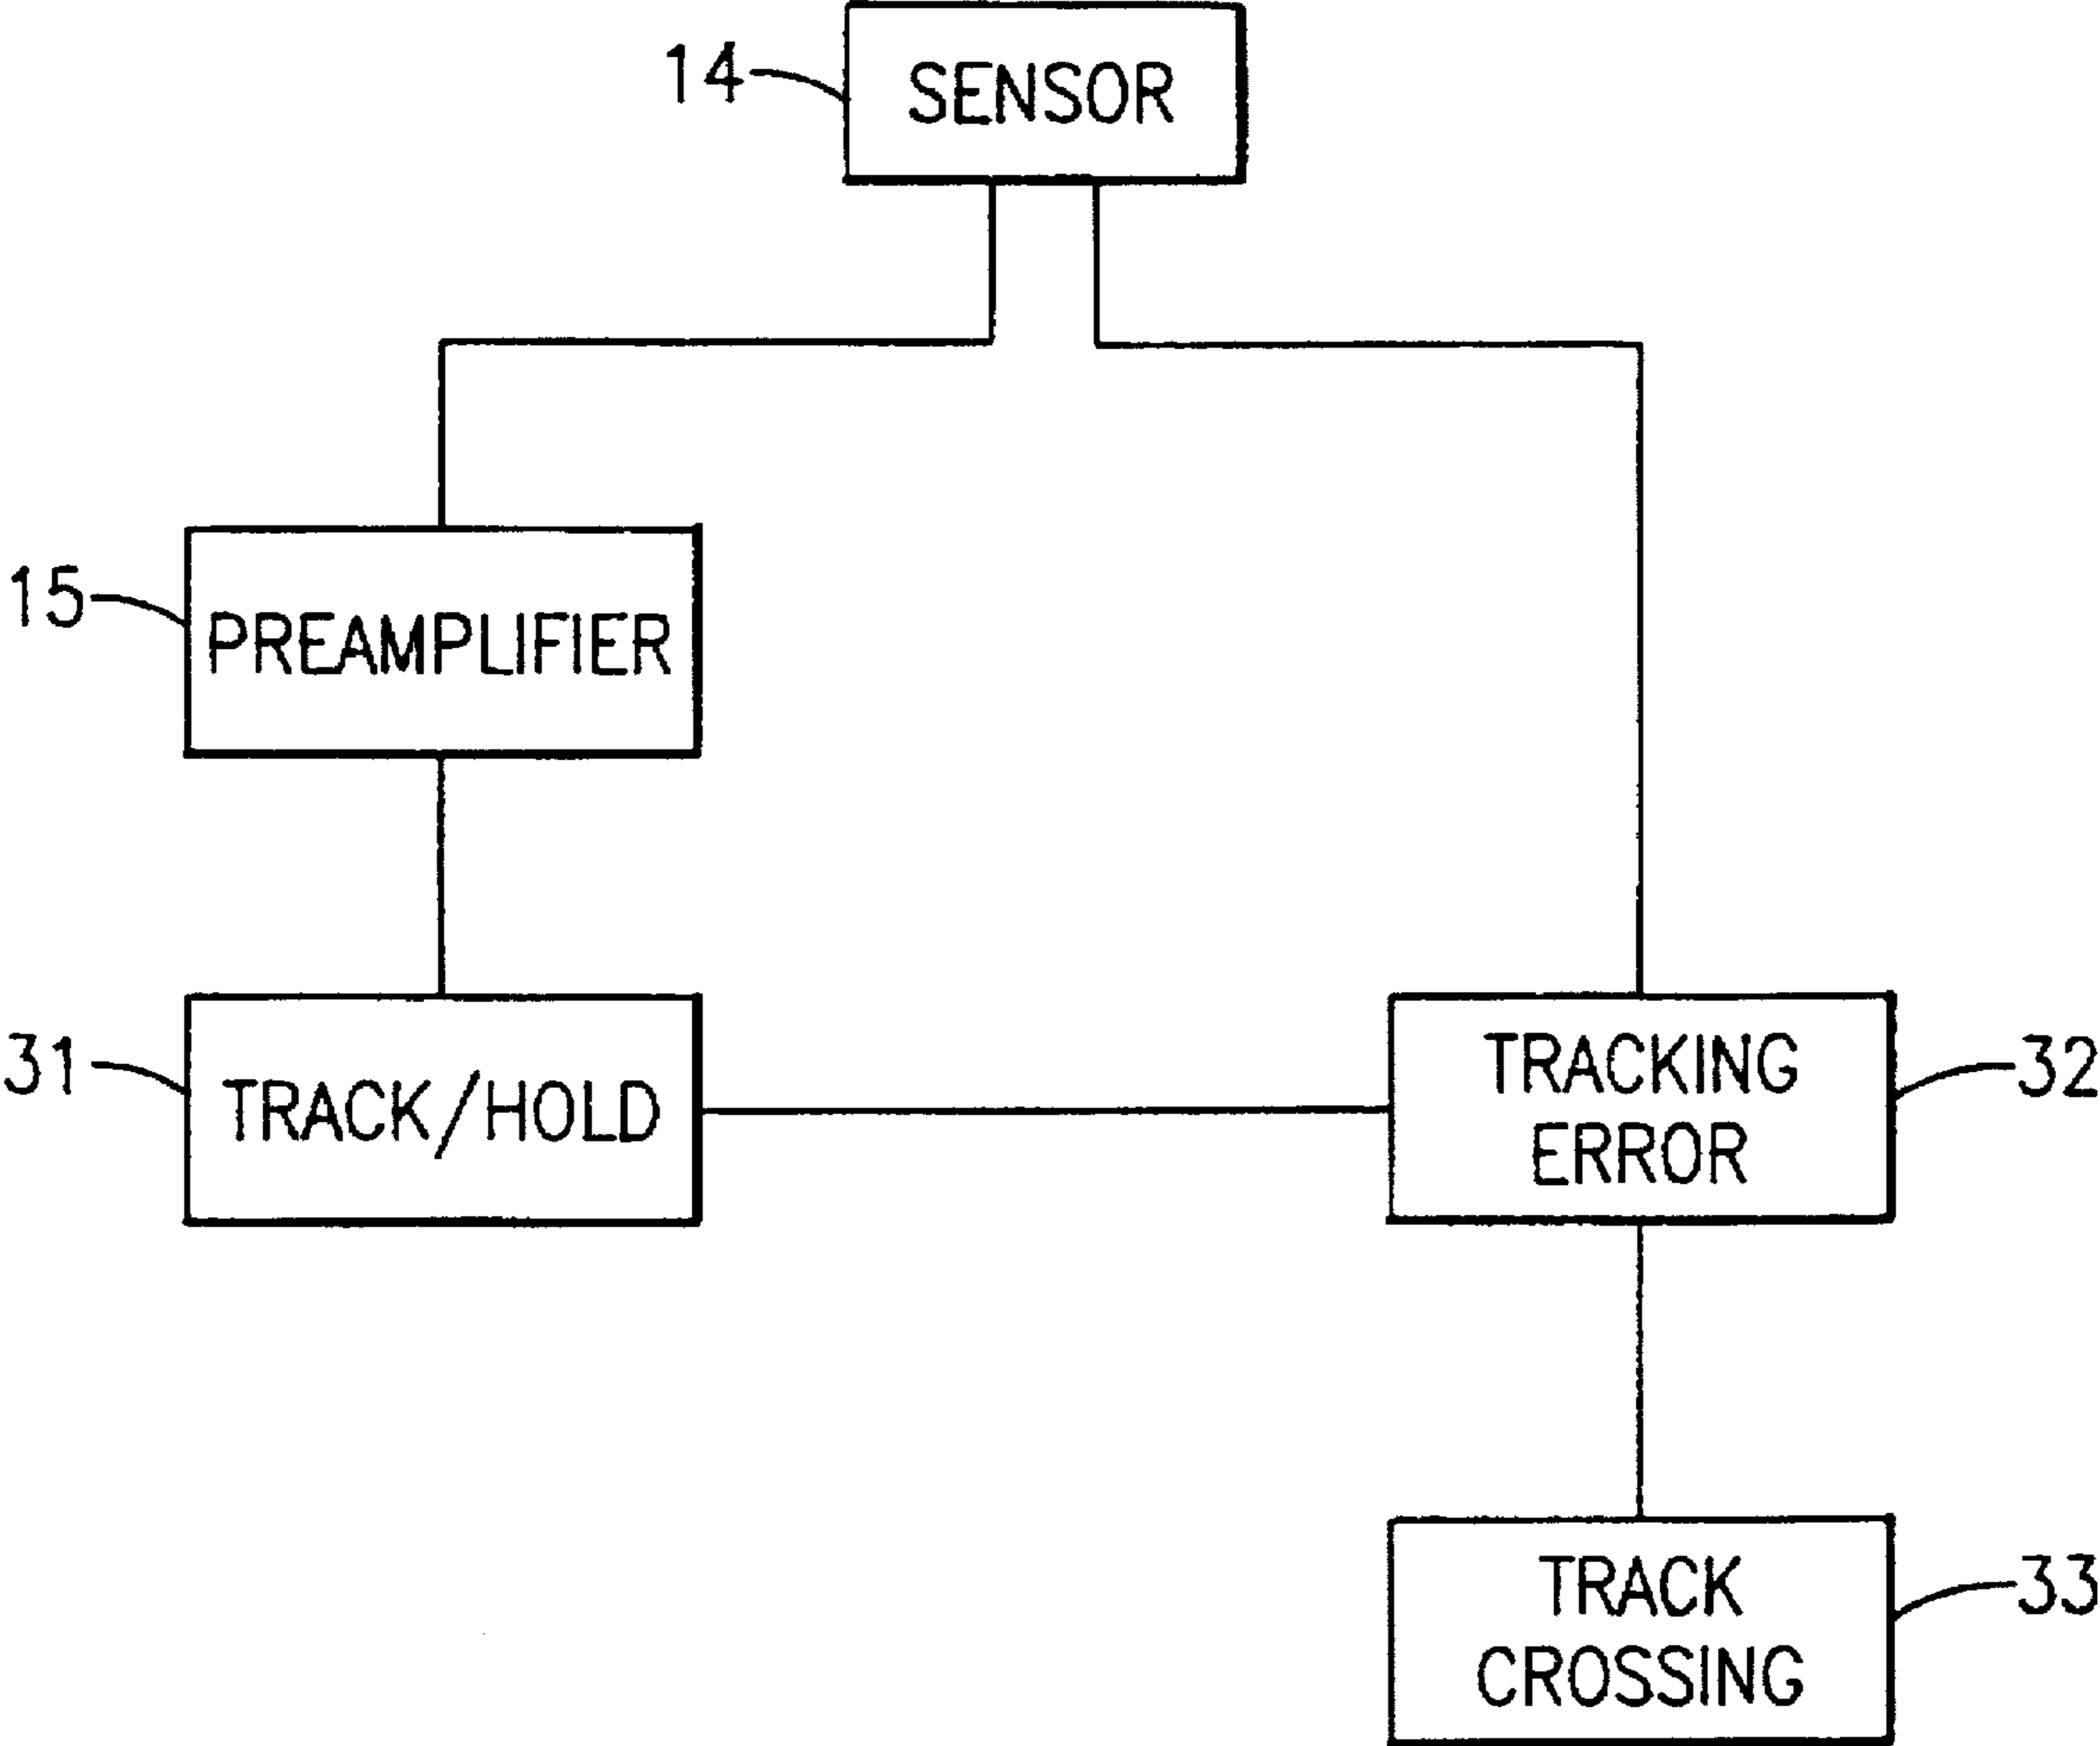 14
SENSOR
15
PREAMPLIFIER
31
TRACK/HOLD
TRACKING
ERROR
32
TRACK
CROSSING
33